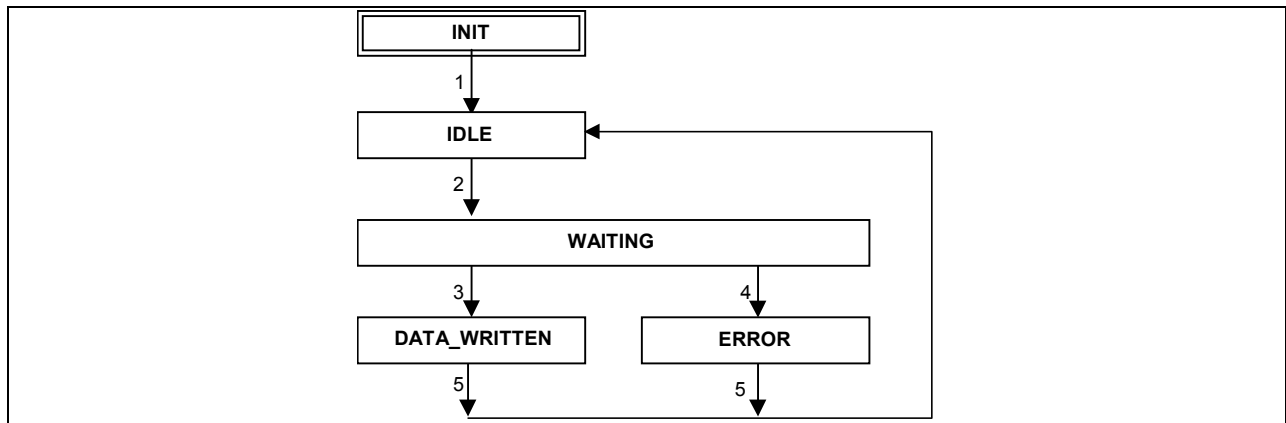 INIT
1
IDLE
2
WAITING
3 4
DATA_WRITTEN ERROR
5 5